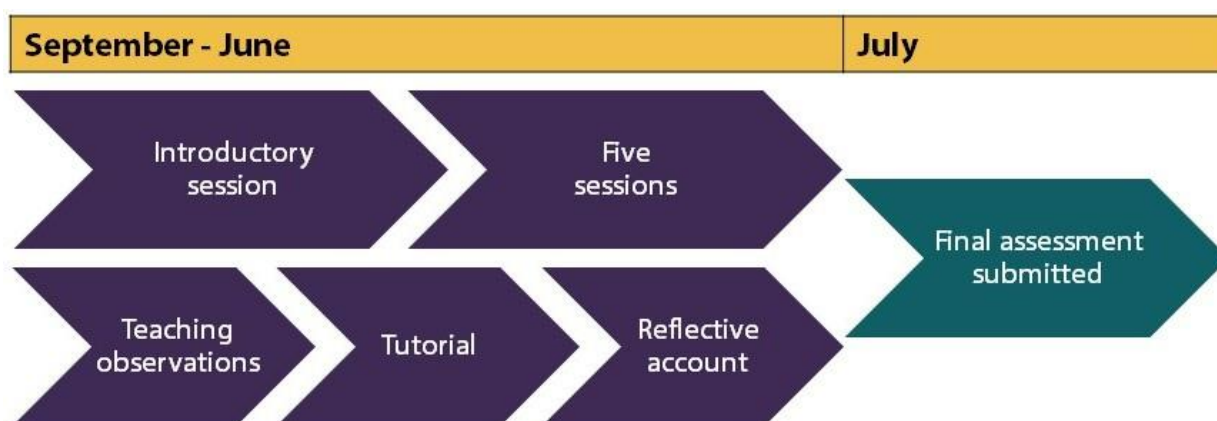 September - June
July
Introductory
session
Five
sessions
Final assessment
submitted
Teaching
observations
Tutorial
Reflective
account